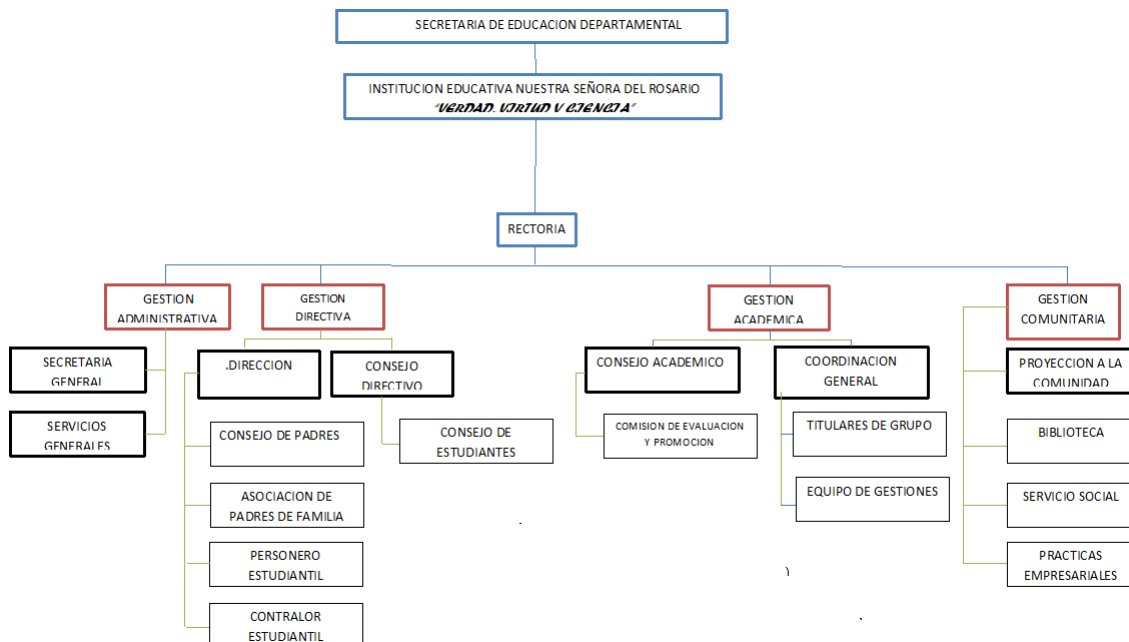 SECRETARIA DE EDUCACION DEPARTAMENTAL
INSTITUCION EDUCATIVA NUESTRA SEÑORA DEL ROSARIO
"VERDAD. VIRTUD Y CIENCIA"
RECTORIA
GESTION
ADMINISTRATIVA
GESTION
DIRECTIVA
GESTION
ACADEMICA
GESTION
COMUNITARIA
SECRETARIA
GENERAL
SERVICIOS
GENERALES
.DIRECCION
CONSEJO
DIRECTIVO
CONSEJO DE PADRES
ASOCIACION DE
PADRES DE FAMILIA
PERSONERO
ESTUDIANTIL
CONTRALOR
ESTUDIANTIL
CONSEJO DE
ESTUDIANTES
CONSEJO ACADEMICO
COMISION DE EVALUACION
Y PROMOCION
COORDINACION
GENERAL
TITULARES DE GRUPO
EQUIPO DE GESTIONES
PROYECCION A LA
COMUNIDAD
BIBLIOTECA
SERVICIO SOCIAL
PRACTICAS
EMPRESARIALES